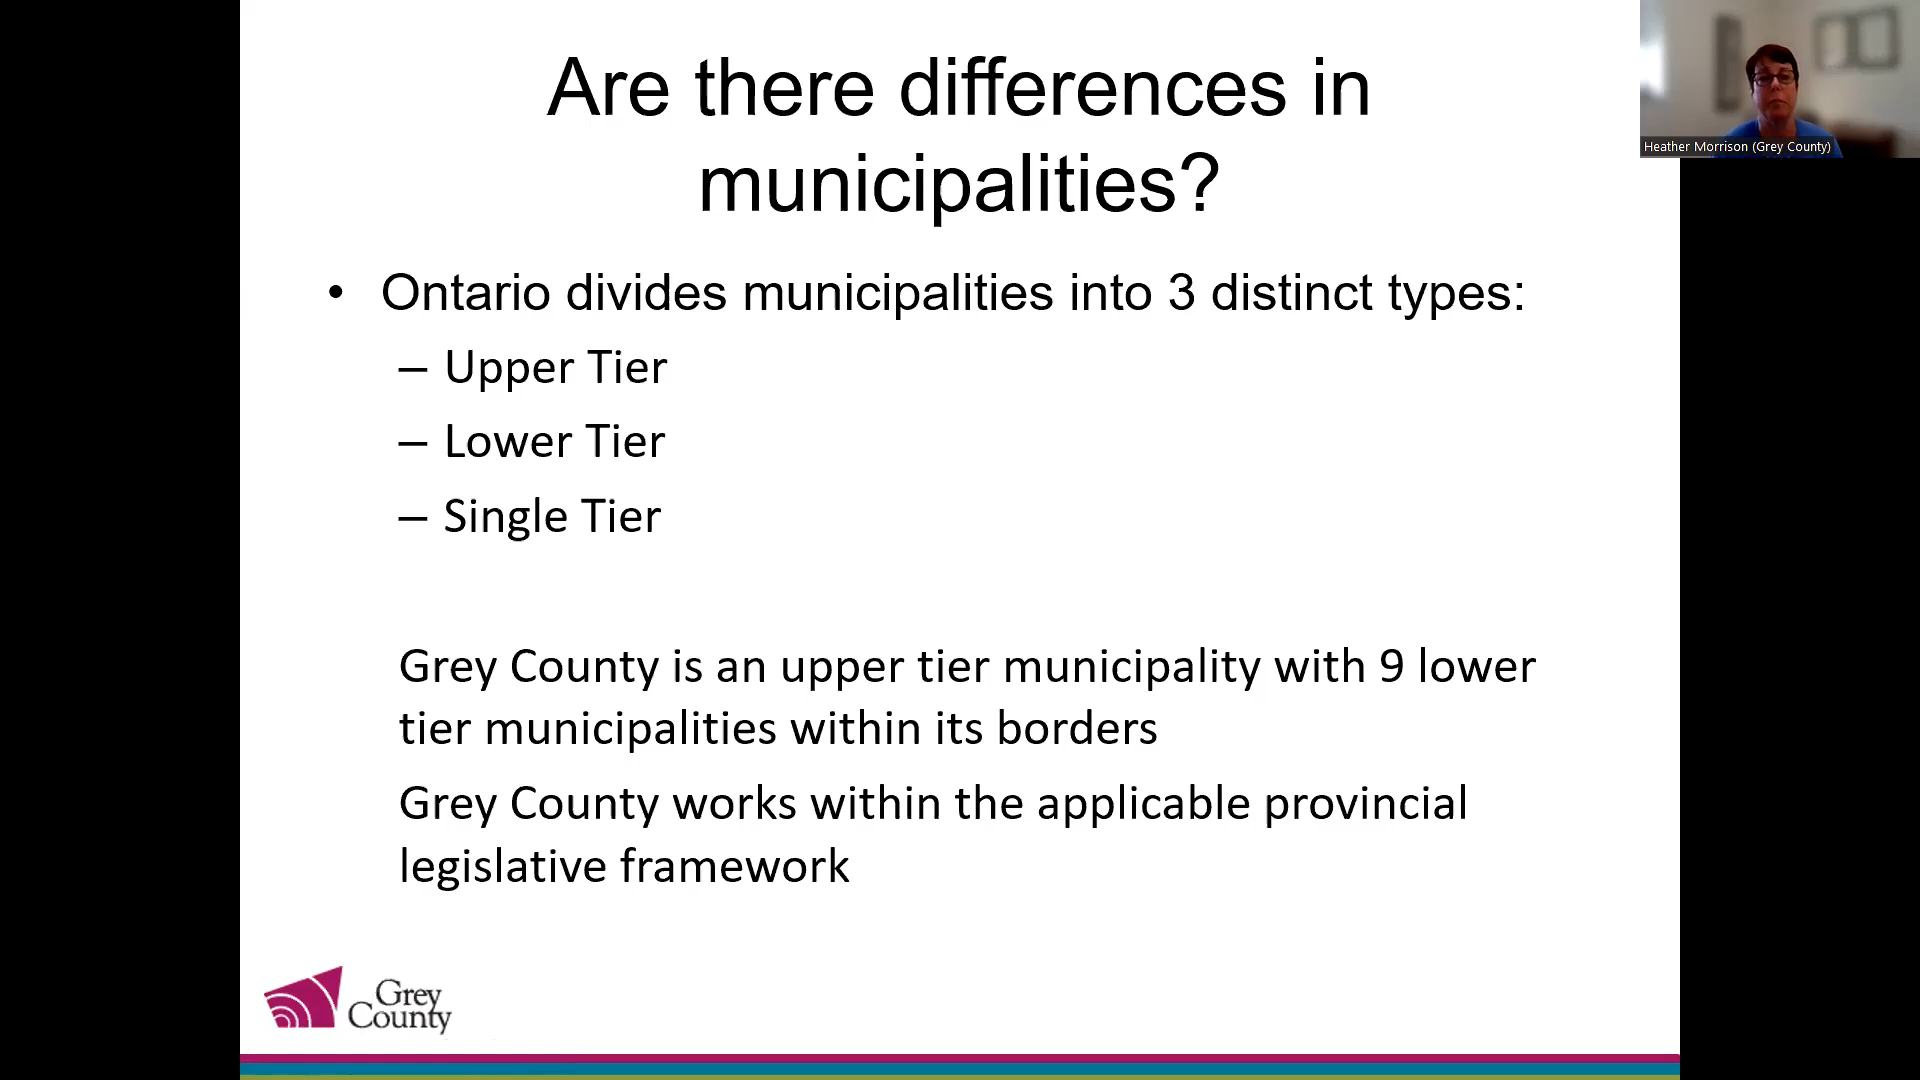 Are there differences in
municipalities?
• Ontario divides municipalities into 3 distinct types:
– Upper Tier
– Lower Tier
– Single Tier
Grey County is an upper tier municipality with 9 lower
tier municipalities within its borders
Grey County works within the applicable provincial
legislative framework
Grey
County
Heather Morrison (Grey County)